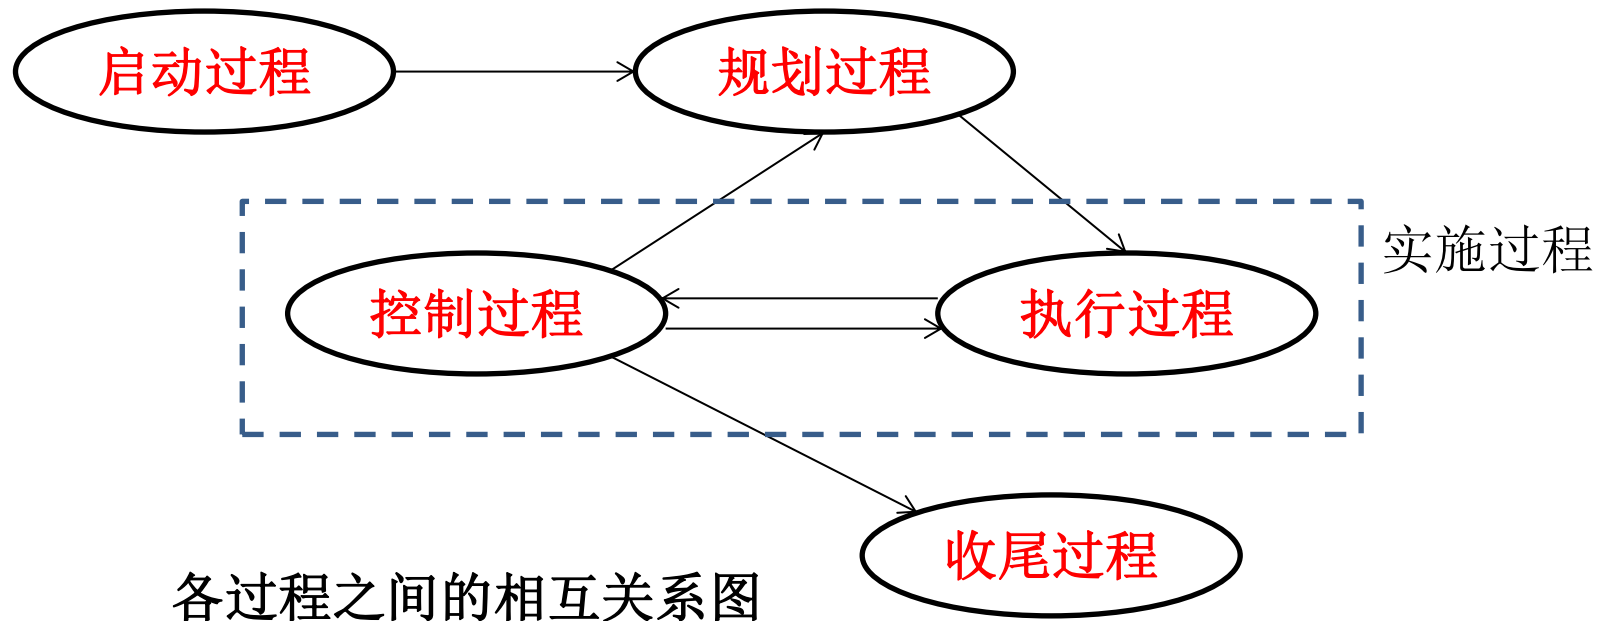 启动过程
规划过程
实施过程
控制过程
执行过程
收尾过程
各过程之间的相互关系图